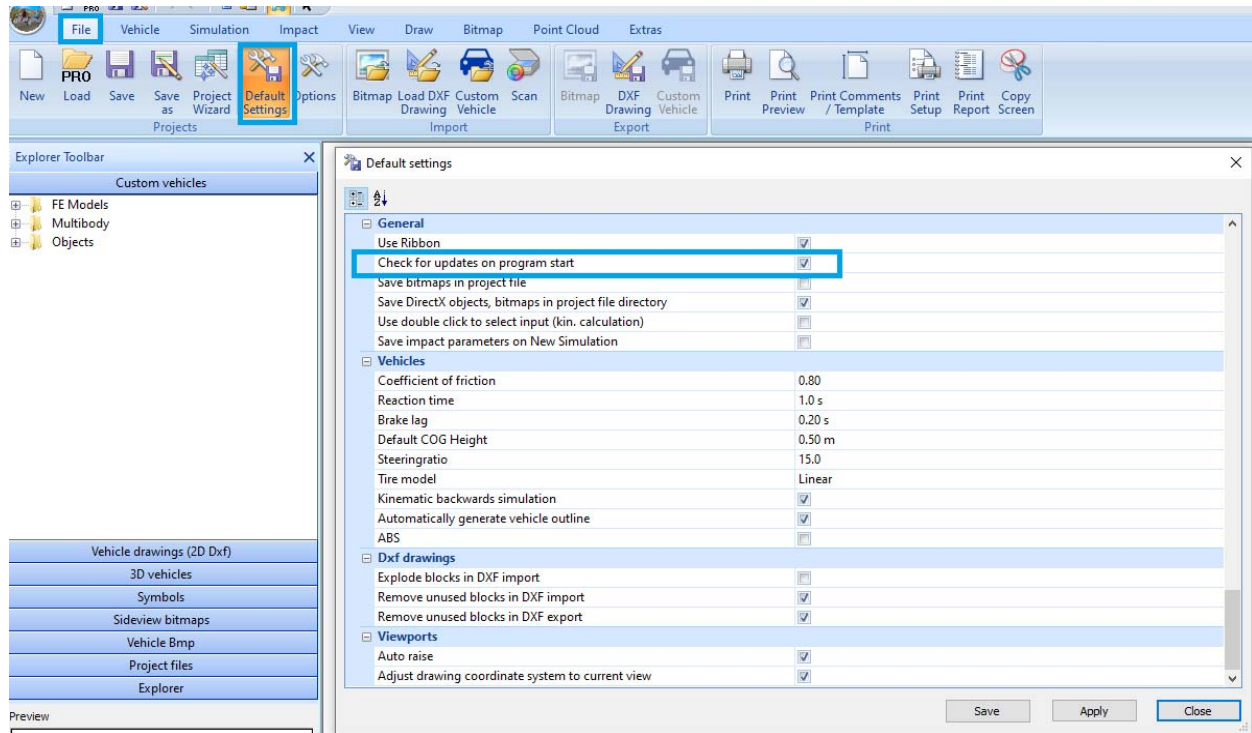 PRO
File Vehicle Simulation Impact View Draw Bitmap Point Cloud Extras
PRO
New Load Save Save as Project Wizard Default Settings Options Bitmap Load DXF Drawing Custom Vehicle Scan Bitmap DXF Drawing Custom Vehicle Print Print Preview Print Comments / Template Print Setup Print Report Copy Screen
Projects Import Export Print
Explorer Toolbar
Custom vehicles
FE Models
Multibody
Objects
Vehicle drawings (2D Dxf)
3D vehicles
Symbols
Sideview bitmaps
Vehicle Bmp
Project files
Explorer
Preview
Default settings
General
Use Ribbon
Check for updates on program start
Save bitmaps in project file
Save DirectX objects, bitmaps in project file directory
Use double click to select input (kin. calculation)
Save impact parameters on New Simulation
Vehicles
Coefficient of friction 0.80
Reaction time 1.0 s
Brake lag 0.20 s
Default COG Height 0.50 m
Steeringratio 15.0
Tire model Linear
Kinematic backwards simulation
Automatically generate vehicle outline
ABS
Dxf drawings
Explode blocks in DXF import
Remove unused blocks in DXF import
Remove unused blocks in DXF export
Viewports
Auto raise
Adjust drawing coordinate system to current view
Save Apply Close